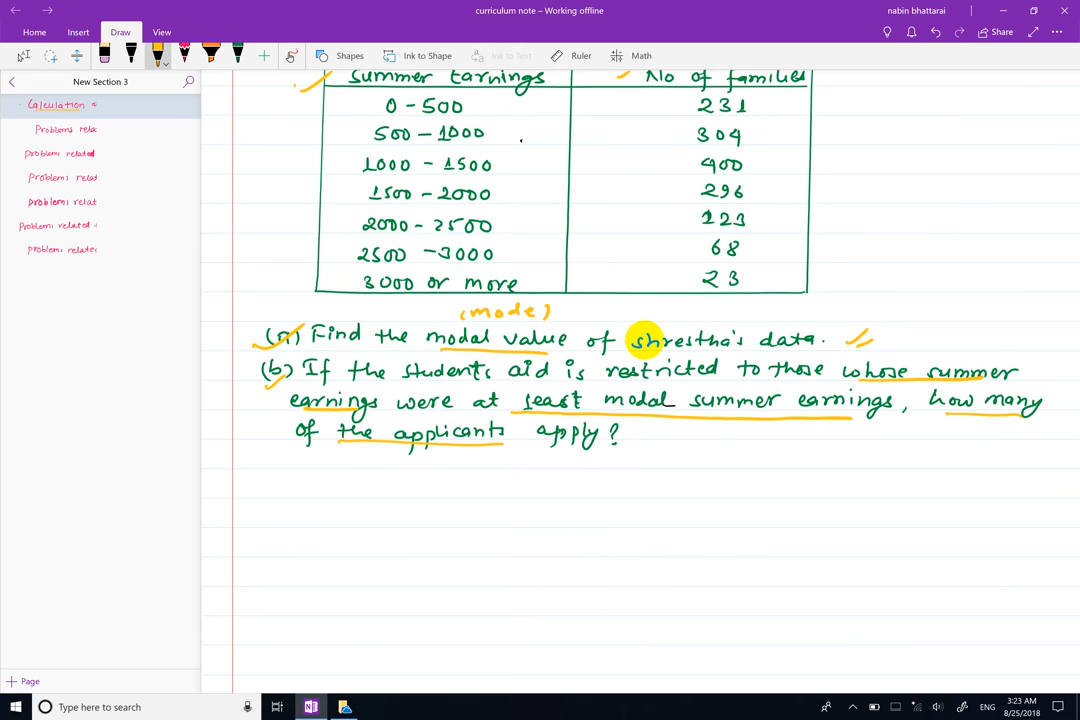 curriculum note – Working offline
nabin bhattarai
Home Insert Draw View
Share
Shapes Ink to Shape Ink to Text Ruler Math
New Section 3
Calculation
Problems rela
problem related
problem relat
problem relat
problem related
problem relate
Summer Earnings No of families
0 - 500 231
500 - 1000 304
1000 - 1500 400
1500 - 2000 296
2000 - 2500 123
2500 - 3000 68
3000 or more 23
(mode)
(a) Find the modal value of shrestha's data.
(b) If the students aid is restricted to those whose summer
earnings were at least modal summer earnings, how many
of the applicants apply?
Page
Type here to search
ENG
3:23 AM
8/25/2018